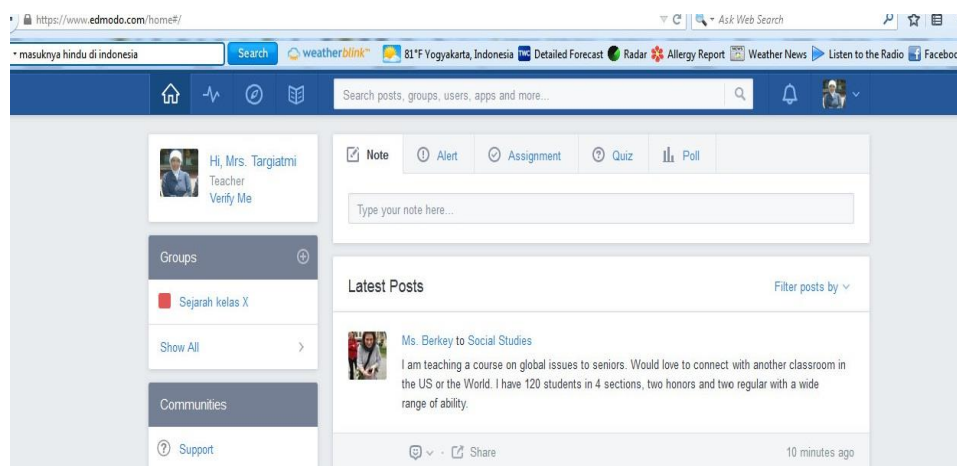 https://www.edmodo.com/home#/
Ask Web Search
masuknya hindu di indonesia
Search
weatherblink™
81°F Yogyakarta, Indonesia
Detailed Forecast
Radar
Allergy Report
Weather News
Listen to the Radio
Faceboo
Search posts, groups, users, apps and more...
Hi, Mrs. Targiatmi
Teacher
Verify Me
Note
Alert
Assignment
Quiz
Poll
Type your note here...
Groups
Sejarah kelas X
Show All
Communities
Support
Latest Posts
Filter posts by
Ms. Berkey to Social Studies
I am teaching a course on global issues to seniors. Would love to connect with another classroom in
the US or the World. I have 120 students in 4 sections, two honors and two regular with a wide
range of ability.
Share
10 minutes ago